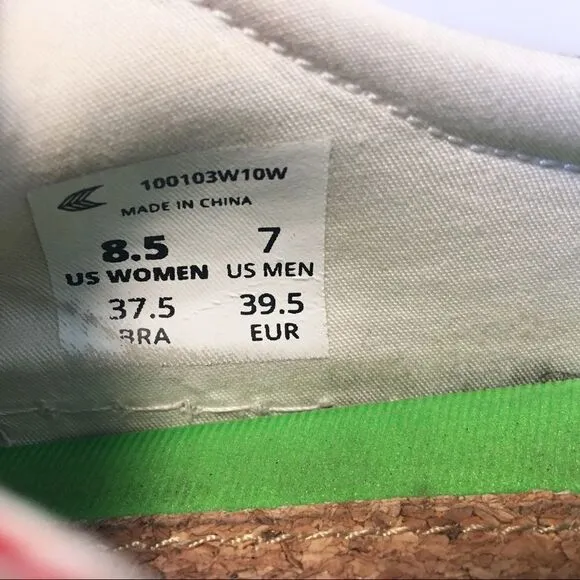 100103W10W
MADE IN CHINA
8.5 7
US WOMEN US MEN
37.5 39.5
BRA EUR